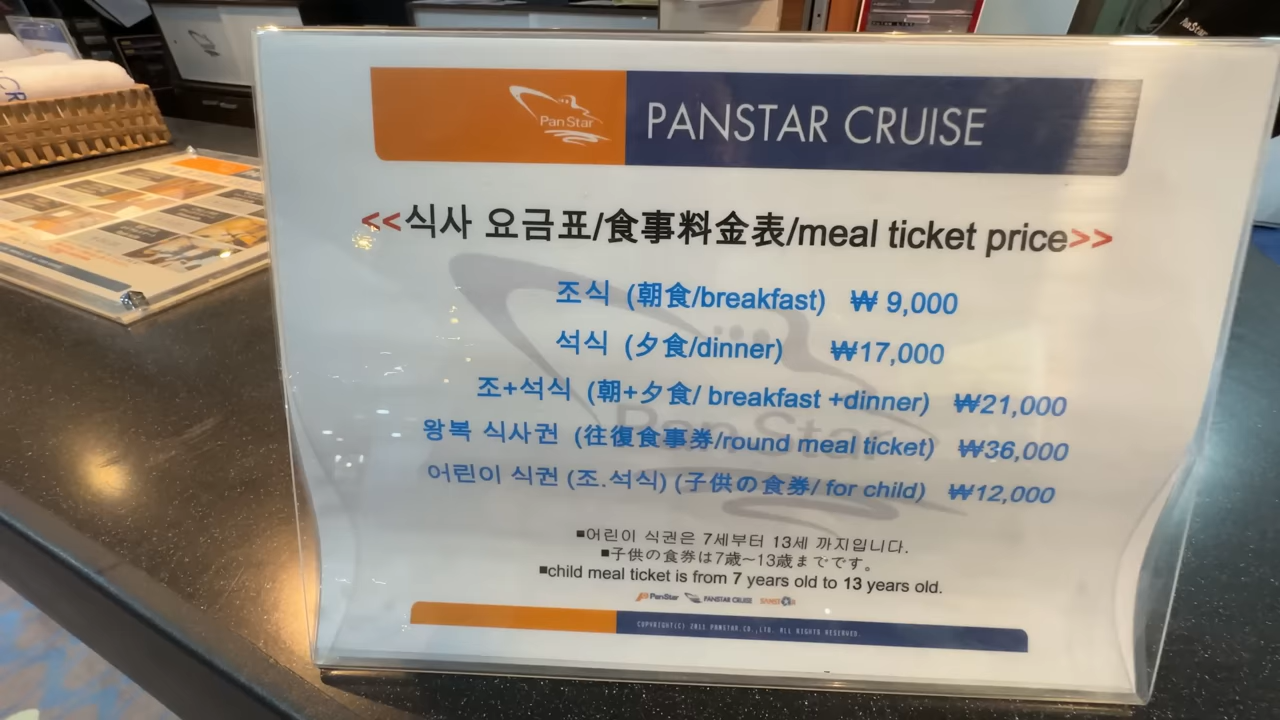 Pan Star
PANSTAR CRUISE
<<식사 요금표/食事料金表/meal ticket price>>
조식 (朝食/breakfast) ₩ 9,000
석식 (夕食/dinner) ₩17,000
조+석식 (朝+夕食/ breakfast +dinner) ₩21,000
왕복 식사권 (往復食事券/round meal ticket) ₩36,000
어린이 식권 (조.석식) (子供の食券/ for child) ₩12,000
Pan Star
■어린이 식권은 7세부터 13세 까지입니다.
■子供の食券は7歳~13歳までです。
■child meal ticket is from 7 years old to 13 years old.
PanStar PANSTAR CRUISE
COPYRIGHT(C) 2011 PANSTAR.CO.,LTD. ALL RIGHTS RESERVED.